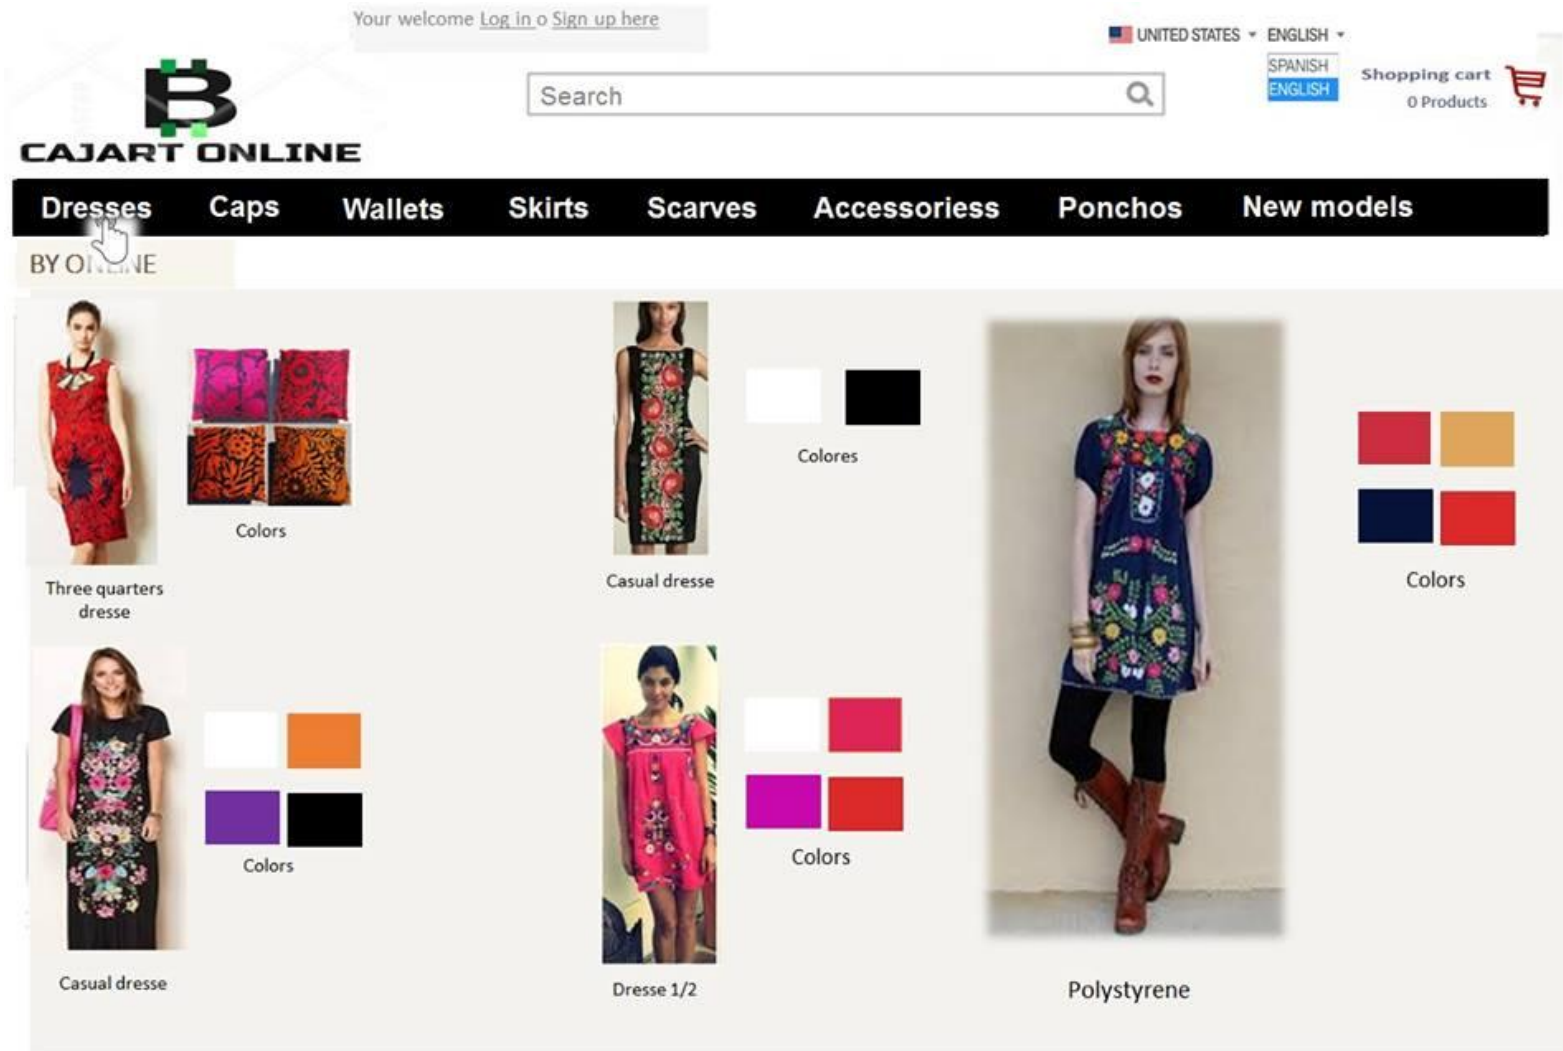 Your welcome Log in o Sign up here
UNITED STATES ENGLISH
SPANISH
ENGLISH
Shopping cart
0 Products
Search
B
CAJART ONLINE
Dresses Caps Wallets Skirts Scarves Accessoriess Ponchos New models
BY ONLINE
Colors
Three quarters
dresse
Colores
Casual dresse
Colors
Colors
Casual dresse
Colors
Dresse 1/2
Polystyrene